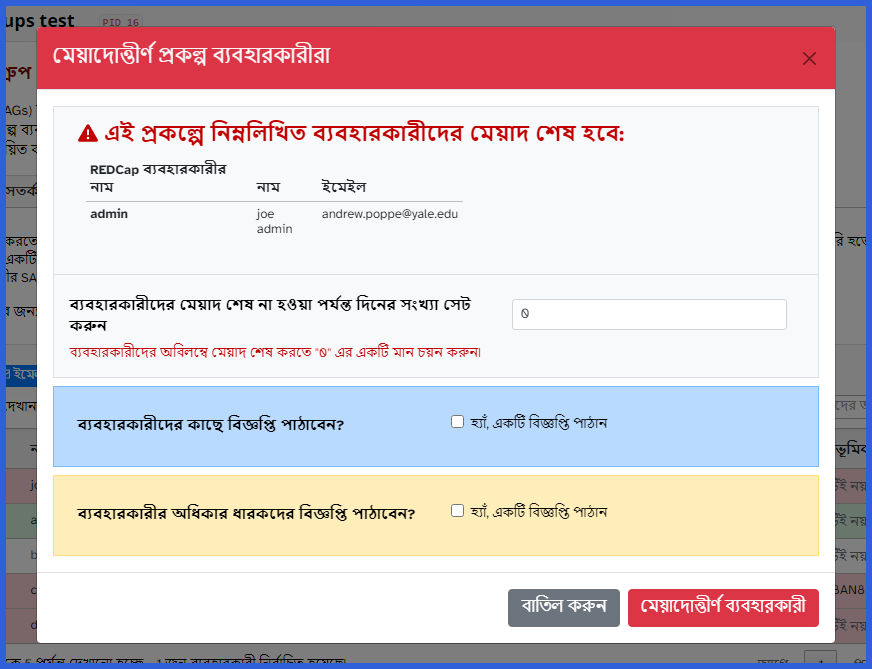 ups test PID 16
মেয়াদোত্তীর্ণ প্রকল্প ব্যবহারকারীরা
এই প্রকল্পে নিম্নলিখিত ব্যবহারকারীদের মেয়াদ শেষ হবে:
REDCap ব্যবহারকারীর
নাম নাম ইমেইল
admin joe andrew.poppe@yale.edu
admin
ব্যবহারকারীদের মেয়াদ শেষ না হওয়া পর্যন্ত দিনের সংখ্যা সেট
করুন
0
ব্যবহারকারীদের অবিলম্বে মেয়াদ শেষ করতে "0" এর একটি মান চয়ন করুন।
ব্যবহারকারীদের কাছে বিজ্ঞপ্তি পাঠাবেন? হ্যাঁ, একটি বিজ্ঞপ্তি পাঠান
ব্যবহারকারীর অধিকার ধারকদের বিজ্ঞপ্তি পাঠাবেন? হ্যাঁ, একটি বিজ্ঞপ্তি পাঠান
বাতিল করুন মেয়াদোত্তীর্ণ ব্যবহারকারী